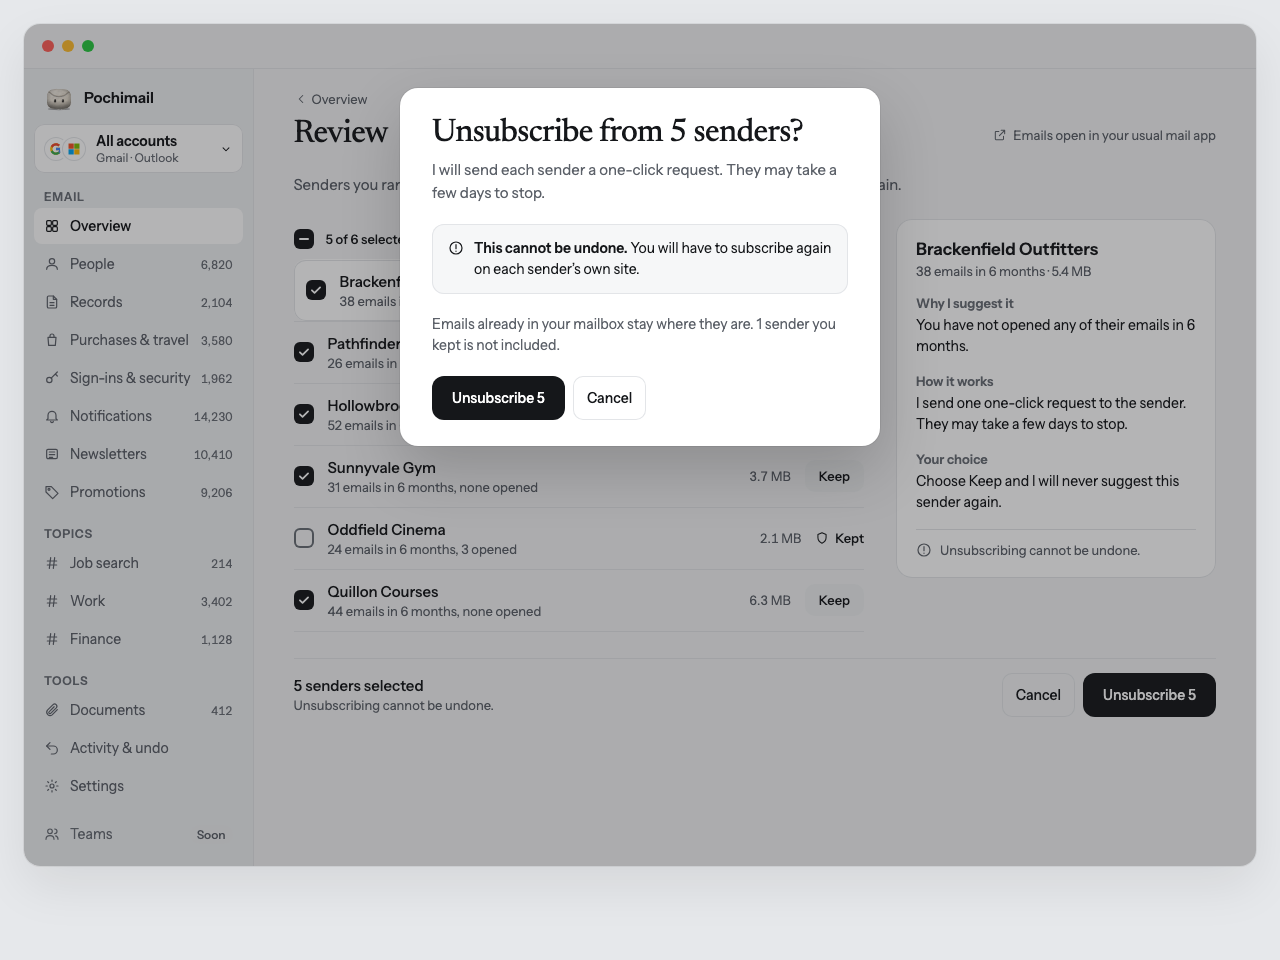 Pochimail
All accounts
Gmail · Outlook
EMAIL
Overview
People 6,820
Records 2,104
Purchases & travel 3,580
Sign-ins & security 1,962
Notifications 14,230
Newsletters 10,410
Promotions 9,206
TOPICS
Job search 214
Work 3,402
Finance 1,128
TOOLS
Documents 412
Activity & undo
Settings
Teams Soon
Overview
Review
Emails open in your usual mail app
Senders you
5 of 6
38 emails
Pathfinder
26 emails in
52 emails in
Sunnyvale Gym
31 emails in 6 months, none opened
3.7 MB Keep
Oddfield Cinema
24 emails in 6 months, 3 opened
2.1 MB Kept
Quillon Courses
44 emails in 6 months, none opened
6.3 MB Keep
5 senders selected
Unsubscribing cannot be undone.
Cancel Unsubscribe 5
Unsubscribe from 5 senders?
I will send each sender a one-click request. They may take a
few days to stop.
This cannot be undone. You will have to subscribe again
on each sender's own site.
Emails already in your mailbox stay where they are. 1 sender you
kept is not included.
Unsubscribe 5 Cancel
Brackenfield Outfitters
38 emails in 6 months · 5.4 MB
Why I suggest it
You have not opened any of their emails in 6
months.
How it works
I send one one-click request to the sender.
They may take a few days to stop.
Your choice
Choose Keep and I will never suggest this
sender again.
Unsubscribing cannot be undone.